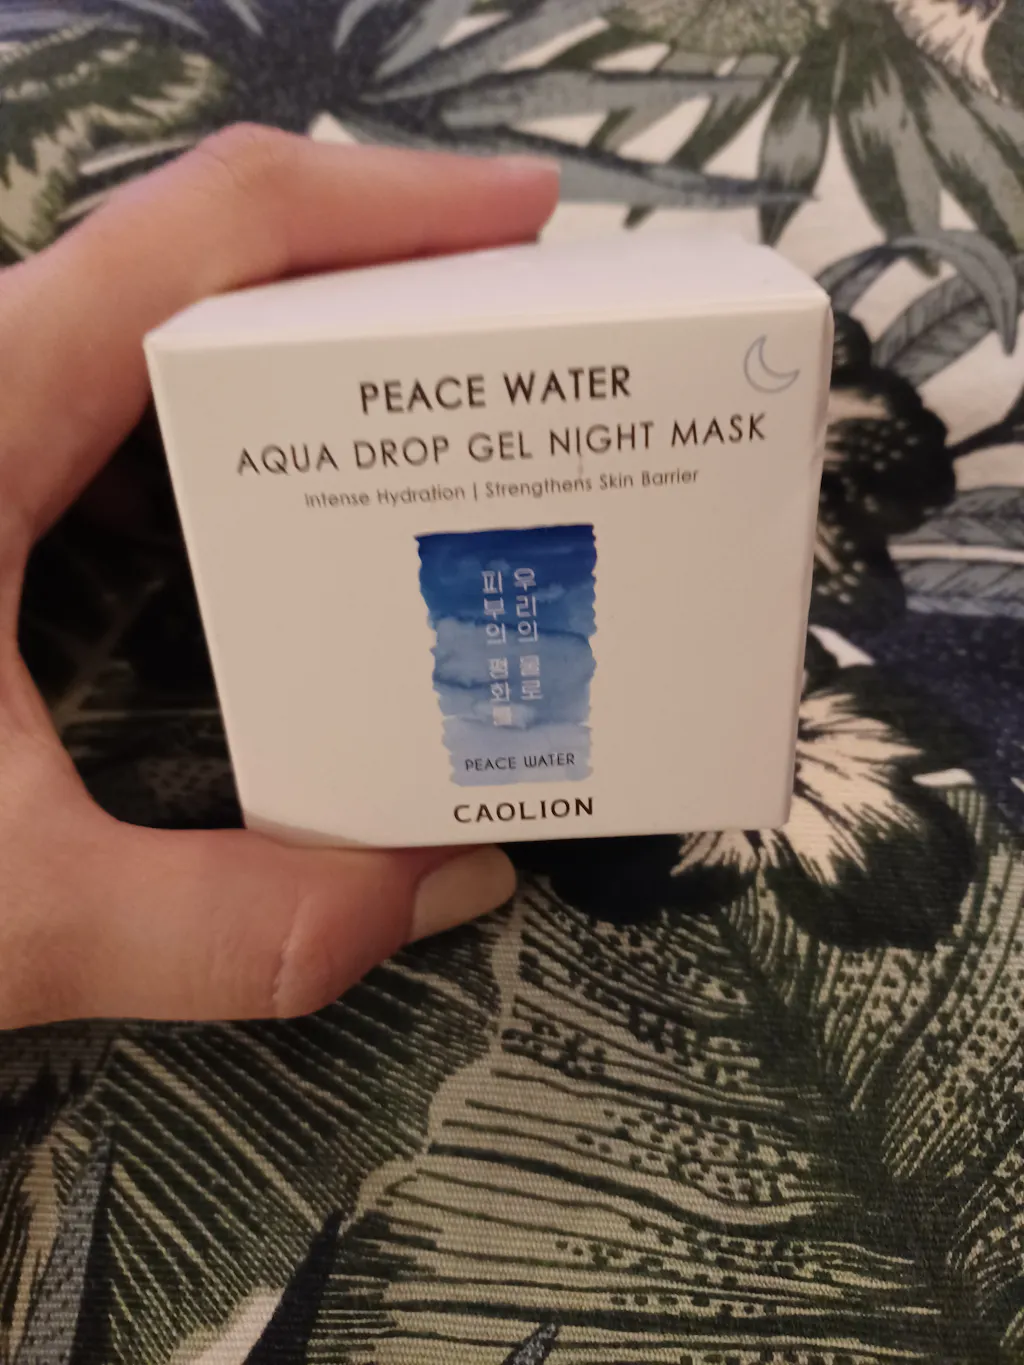 PEACE WATER
AQUA DROP GEL NIGHT MASK
Intense Hydration | Strengthens Skin Barrier
우리의 물로
피부의 평화를
PEACE WATER
CAOLION